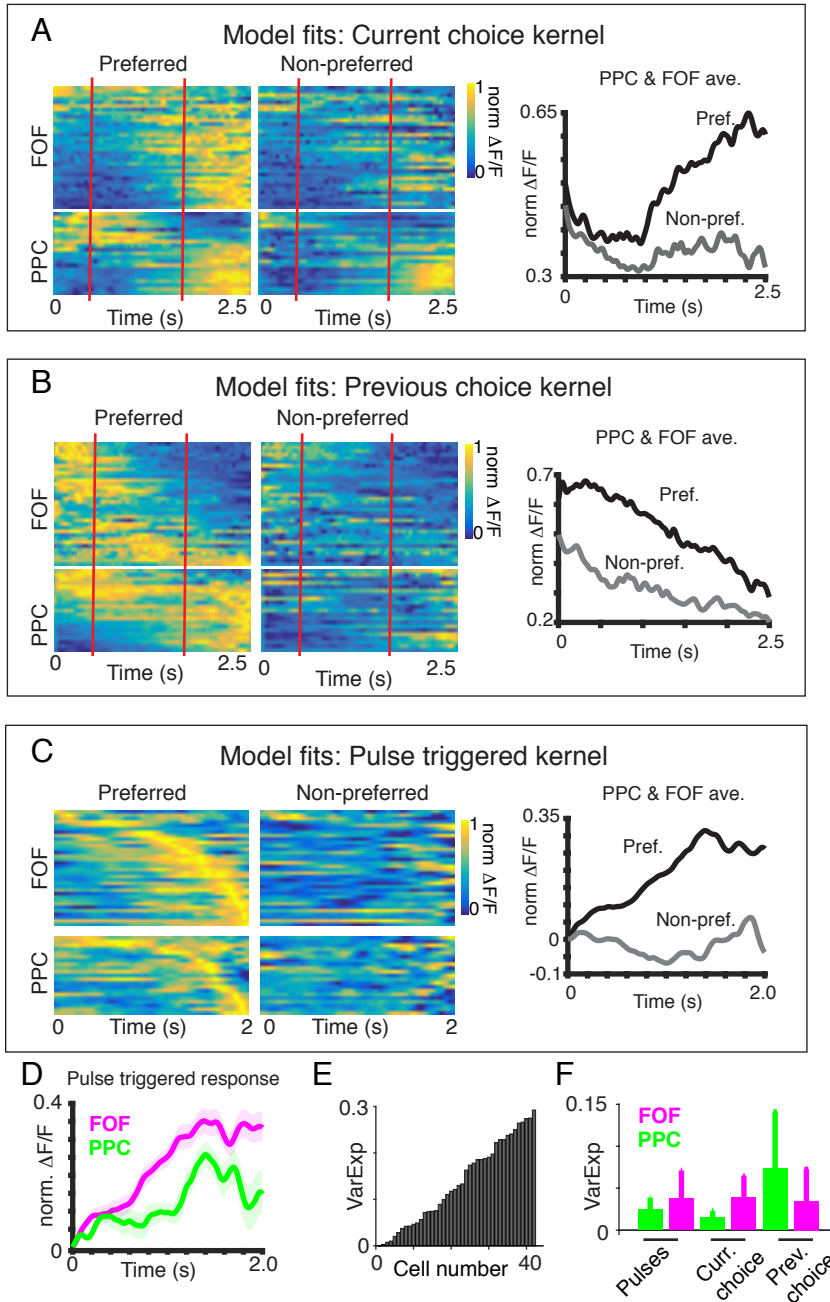 A
Model fits: Current choice kernel
Preferred
Non-preferred
1
norm ΔF/F
0
FOF
PPC
0
2.5
0
2.5
Time (s)
Time (s)
PPC & FOF ave.
0.65
norm ΔF/F
0.3
Pref.
Non-pref.
0
2.5
Time (s)
B
Model fits: Previous choice kernel
Preferred
Non-preferred
1
norm ΔF/F
0
FOF
PPC
0
2.5
0
2.5
Time (s)
Time (s)
PPC & FOF ave.
0.7
norm ΔF/F
0.2
Pref.
Non-pref.
0
2.5
Time (s)
C
Model fits: Pulse triggered kernel
Preferred
Non-preferred
1
norm ΔF/F
0
FOF
PPC
0
Time (s)
2
0
Time (s)
2
PPC & FOF ave.
0.35
norm ΔF/F
0
-0.1
Pref.
Non-pref.
0
2.0
Time (s)
D
Pulse triggered response
0.4
norm. ΔF/F
0
FOF
PPC
0
2.0
Time (s)
E
0.3
VarExp
0
0
Cell number
40
F
0.15
VarExp
0
FOF
PPC
Pulses
Curr.
choice
Prev.
choice